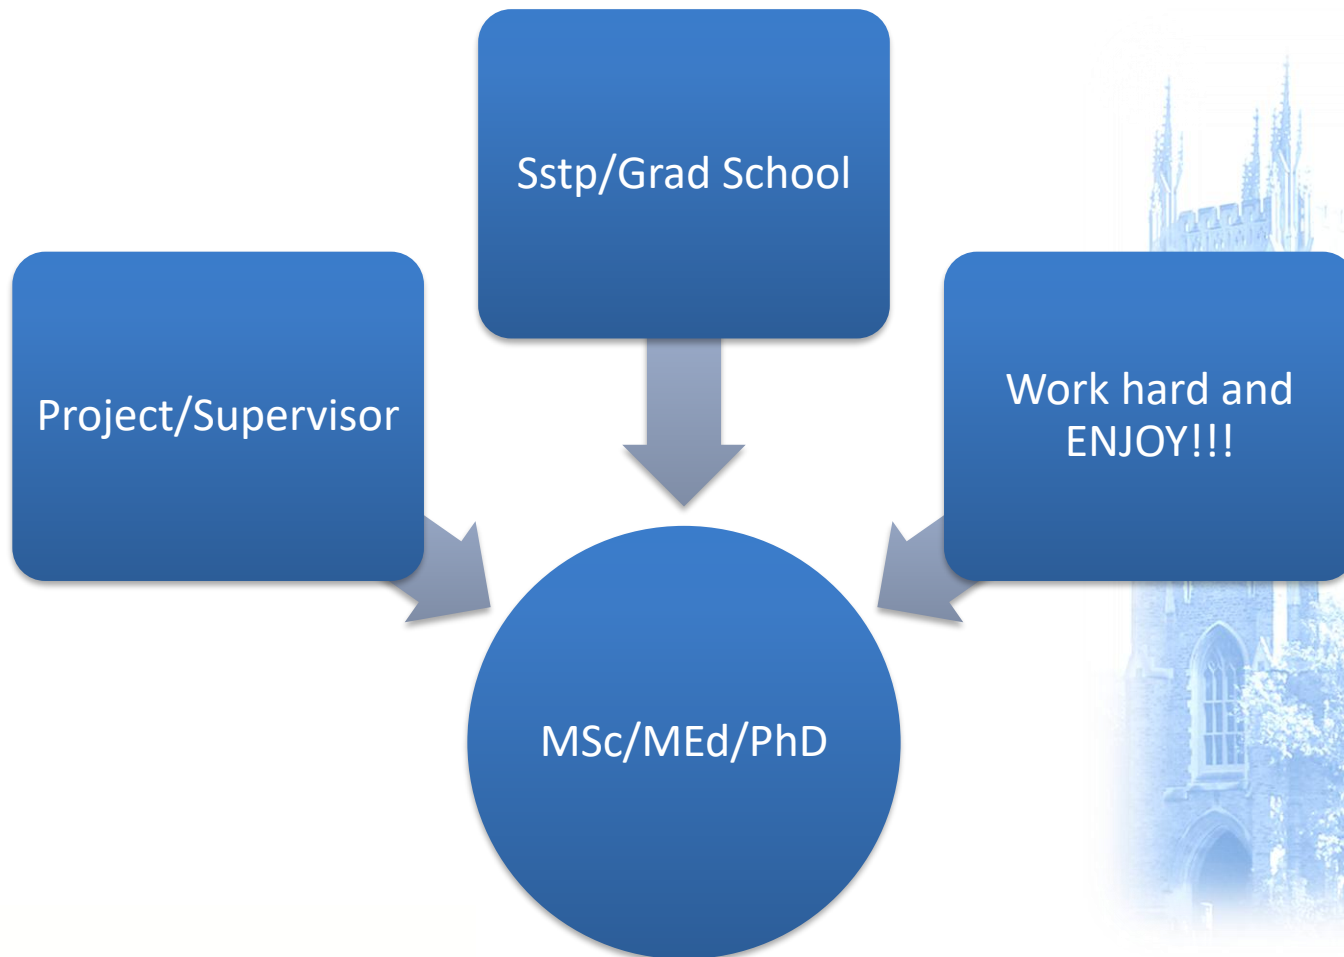 Sstp/Grad School
Project/Supervisor
Work hard and
ENJOY!!!
MSc/MEd/PhD